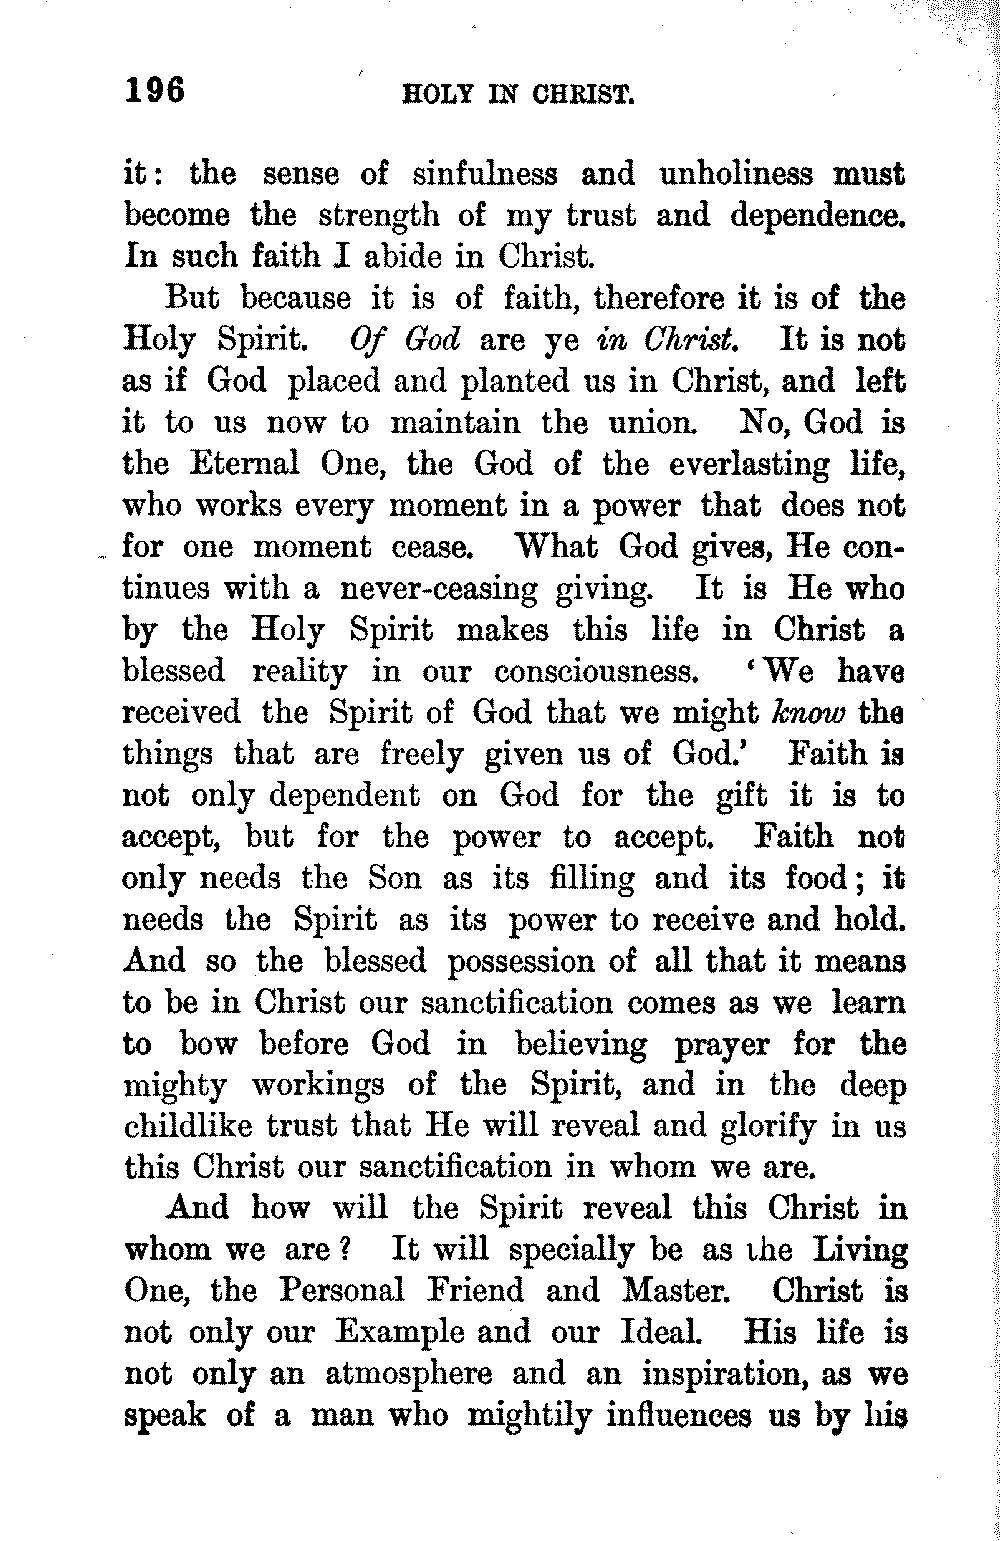 196 HOLY IN CHRIST.
it: the sense of sinfulness and unholiness must
become the strength of my trust and dependence.
In such faith I abide in Christ.
But because it is of faith, therefore it is of the
Holy Spirit. Of God are ye in Christ. It is not
as if God placed and planted us in Christ, and left
it to us now to maintain the union. No, God is
the Eternal One, the God of the everlasting life,
who works every moment in a power that does not
for one moment cease. What God gives, He con-
tinues with a never-ceasing giving. It is He who
by the Holy Spirit makes this life in Christ a
blessed reality in our consciousness. ‘We have
received the Spirit of God that we might know the
things that are freely given us of God.’ Faith is
not only dependent on God for the gift it is to
accept, but for the power to accept. Faith not
only needs the Son as its filling and its food; it
needs the Spirit as its power to receive and hold.
And so the blessed possession of all that it means
to be in Christ our sanctification comes as we learn
to bow before God in believing prayer for the
mighty workings of the Spirit, and in the deep
childlike trust that He will reveal and glorify in us
this Christ our sanctification in whom we are.
And how will the Spirit reveal this Christ in
whom we are? It will specially be as the Living
One, the Personal Friend and Master. Christ is
not only our Example and our Ideal. His life is
not only an atmosphere and an inspiration, as we
speak of a man who mightily influences us by his